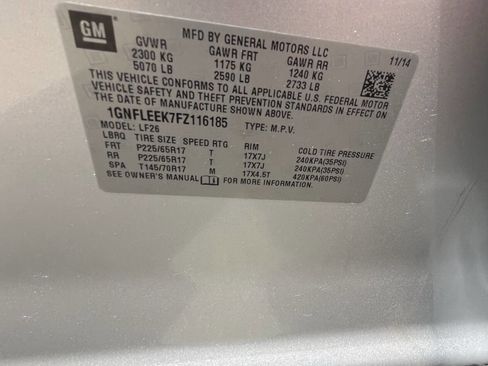 GM
MFD BY GENERAL MOTORS LLC
GVWR GAWR FRT GAWR RR 11/14
2300 KG 1175 KG 1240 KG
5070 LB 2590 LB 2733 LB
THIS VEHICLE CONFORMS TO ALL APPLICABLE U.S. FEDERAL MOTOR
VEHICLE SAFETY AND THEFT PREVENTION STANDARDS IN EFFECT ON
THE DATE OF MANUFACTURE SHOWN ABOVE.
1GNFLEEK7FZ116185 TYPE: M.P.V.
MODEL: LF26
LBRQ TIRE SIZE SPEED RTG RIM COLD TIRE PRESSURE
FRT P225/65R17 T 17X7J 240KPA(35PSI)
RR P225/65R17 T 17X7J 240KPA(35PSI)
SPA T145/70R17 M 17X4.5T 420KPA(60PSI)
SEE OWNER'S MANUAL FOR MORE INFORMATION.